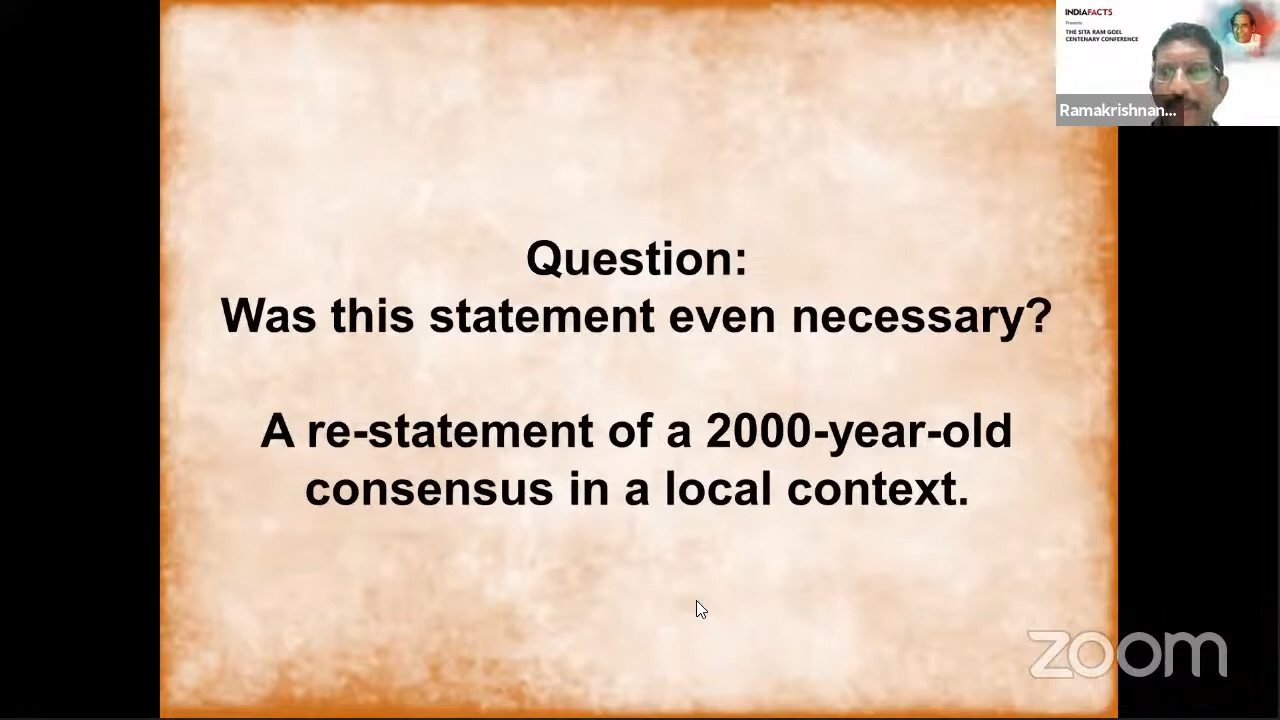 INDIAFACTS
Presents
THE SITA RAM GOEL
CENTENARY CONFERENCE
Ramakrishnan...
Question:
Was this statement even necessary?
A re-statement of a 2000-year-old
consensus in a local context.
zoom